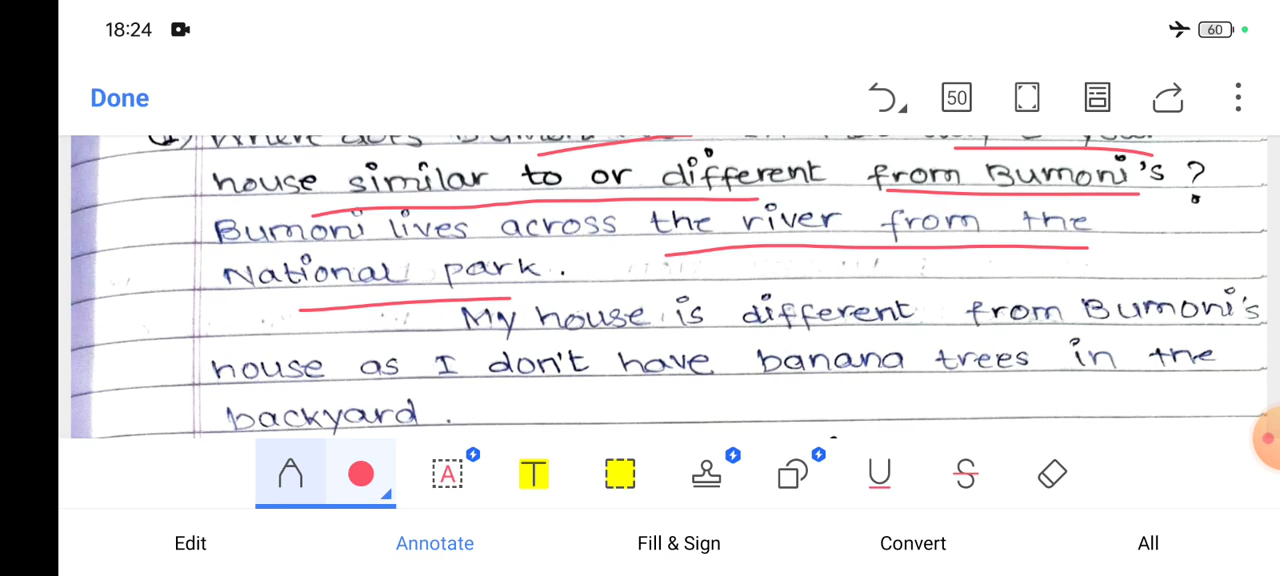 18:24
60
Done
50
house similar to or different from Bumoni's ?
Bumoni lives across the river from the
National park .
My house is different from Bumoni's
house as I don't have banana trees in the
backyard .
A
T
U
S
Edit
Annotate
Fill & Sign
Convert
All